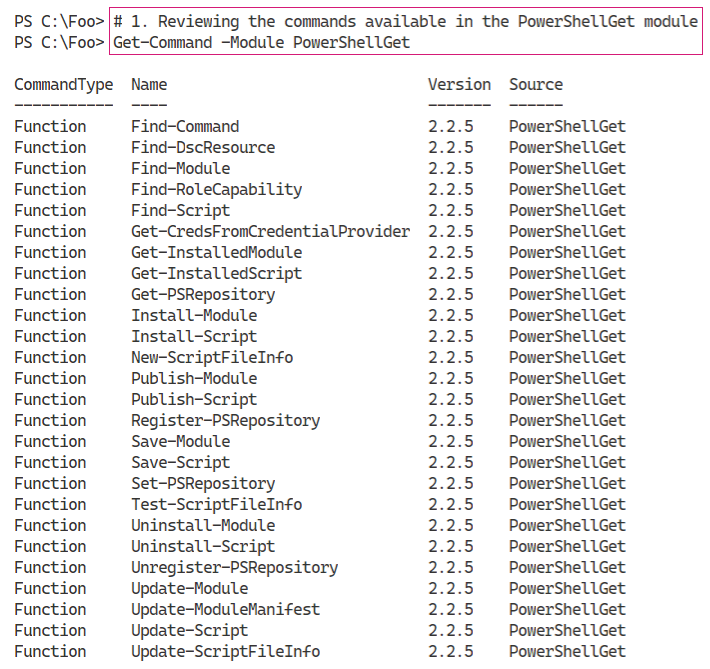 PS C:\Foo> # 1. Reviewing the commands available in the PowerShellGet module
PS C:\Foo> Get-Command -Module PowerShellGet
CommandType  Name                            Version  Source
-----------  ----                            -------  ------
Function     Find-Command                    2.2.5    PowerShellGet
Function     Find-DscResource                2.2.5    PowerShellGet
Function     Find-Module                     2.2.5    PowerShellGet
Function     Find-RoleCapability             2.2.5    PowerShellGet
Function     Find-Script                     2.2.5    PowerShellGet
Function     Get-CredsFromCredentialProvider 2.2.5    PowerShellGet
Function     Get-InstalledModule             2.2.5    PowerShellGet
Function     Get-InstalledScript             2.2.5    PowerShellGet
Function     Get-PSRepository                2.2.5    PowerShellGet
Function     Install-Module                  2.2.5    PowerShellGet
Function     Install-Script                  2.2.5    PowerShellGet
Function     New-ScriptFileInfo              2.2.5    PowerShellGet
Function     Publish-Module                  2.2.5    PowerShellGet
Function     Publish-Script                  2.2.5    PowerShellGet
Function     Register-PSRepository           2.2.5    PowerShellGet
Function     Save-Module                     2.2.5    PowerShellGet
Function     Save-Script                     2.2.5    PowerShellGet
Function     Set-PSRepository                2.2.5    PowerShellGet
Function     Test-ScriptFileInfo             2.2.5    PowerShellGet
Function     Uninstall-Module                2.2.5    PowerShellGet
Function     Uninstall-Script                2.2.5    PowerShellGet
Function     Unregister-PSRepository         2.2.5    PowerShellGet
Function     Update-Module                   2.2.5    PowerShellGet
Function     Update-ModuleManifest           2.2.5    PowerShellGet
Function     Update-Script                   2.2.5    PowerShellGet
Function     Update-ScriptFileInfo           2.2.5    PowerShellGet